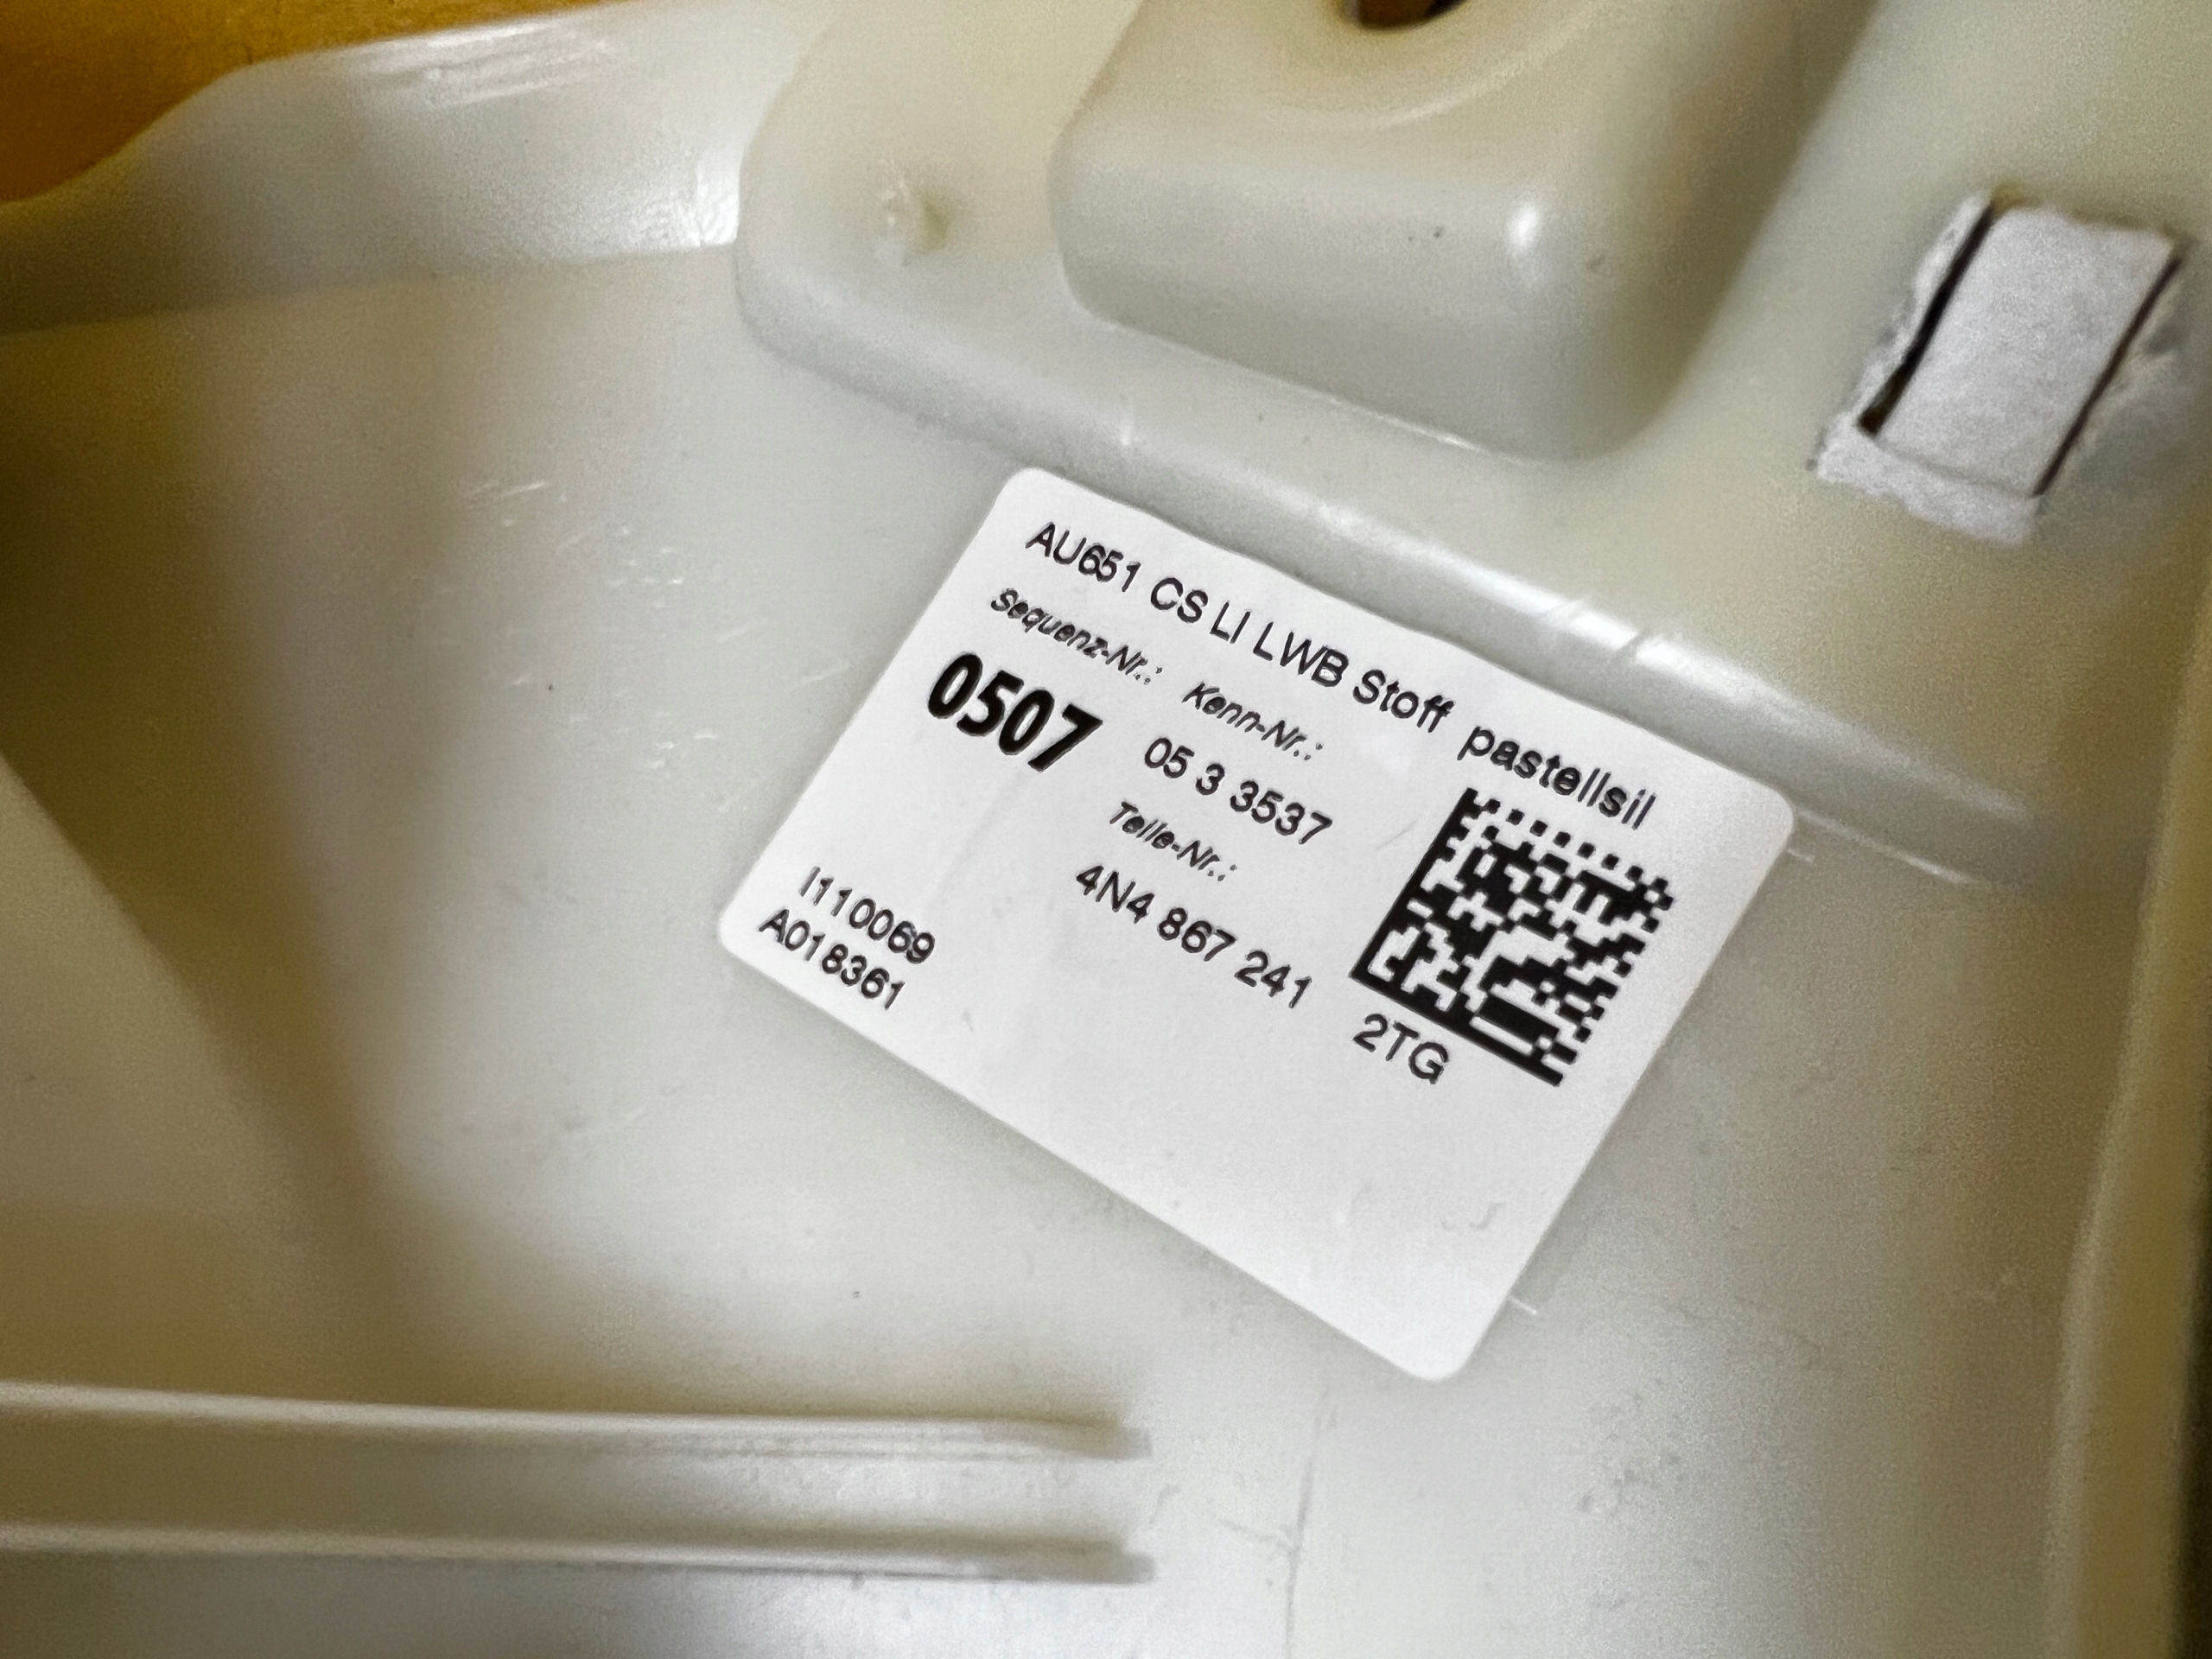 AU651 CS LI LWB Stoff pastellsil
Sequenz-Nr.: Kenn-Nr.:
0507 05 3 3537
Teile-Nr.:
4N4 867 241 2TG
I110069
A018361